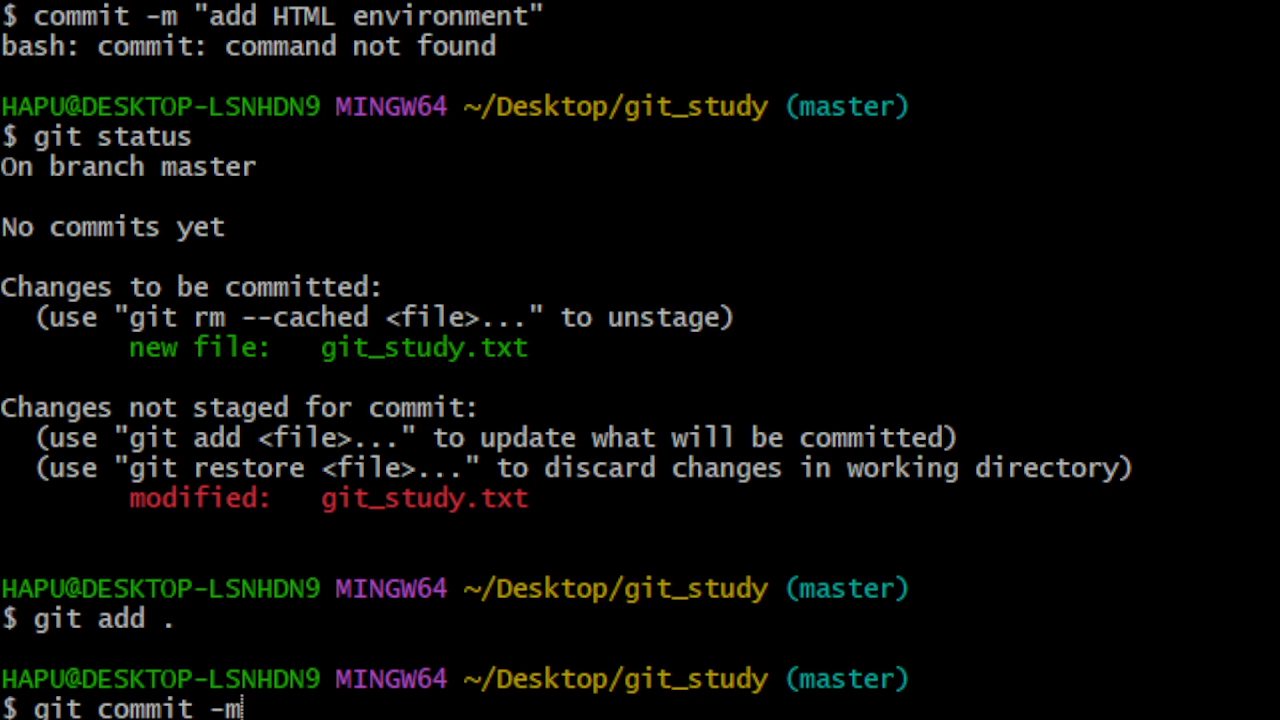 $ commit -m "add HTML environment"
bash: commit: command not found
HAPU@DESKTOP-LSNHDN9 MINGW64 ~/Desktop/git_study (master)
$ git status
On branch master
No commits yet
Changes to be committed:
  (use "git rm --cached <file>..." to unstage)
        new file:   git_study.txt
Changes not staged for commit:
  (use "git add <file>..." to update what will be committed)
  (use "git restore <file>..." to discard changes in working directory)
        modified:   git_study.txt
HAPU@DESKTOP-LSNHDN9 MINGW64 ~/Desktop/git_study (master)
$ git add .
HAPU@DESKTOP-LSNHDN9 MINGW64 ~/Desktop/git_study (master)
$ git commit -m